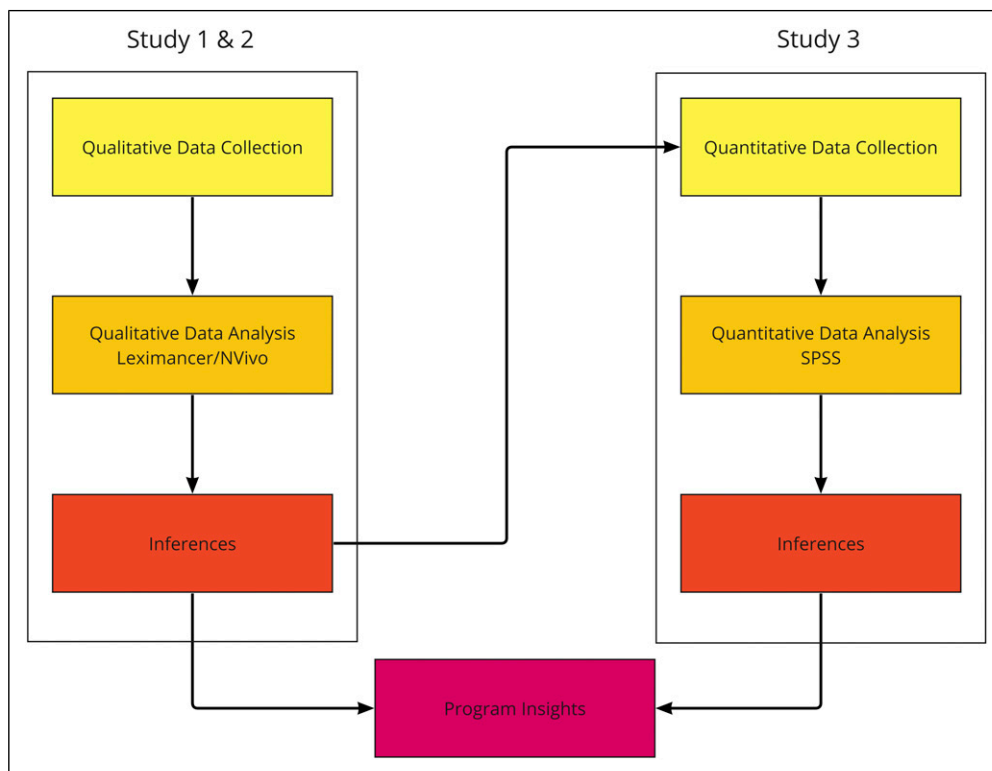 Study 1 & 2
Qualitative Data Collection
Qualitative Data Analysis
Leximancer/NVivo
Inferences
Study 3
Quantitative Data Collection
Quantitative Data Analysis
SPSS
Inferences
Program Insights